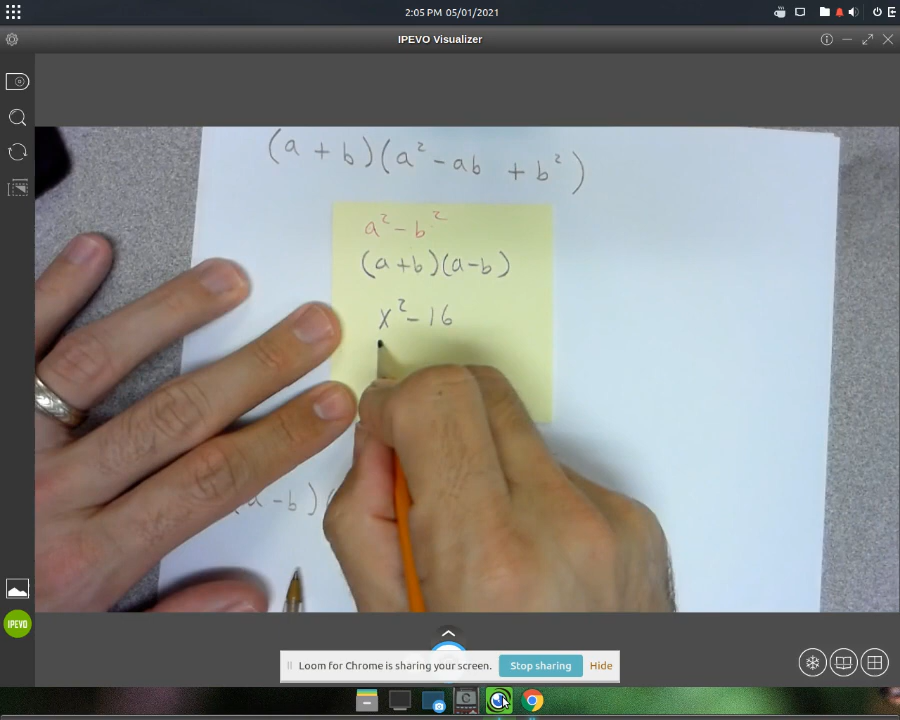 2:05 PM 05/01/2021
IPEVO Visualizer
(a + b)(a² - ab + b²)
a² - b²
(a + b)(a - b)
x² - 16
a - b)(
IPEVO
Loom for Chrome is sharing your screen. Stop sharing Hide
C